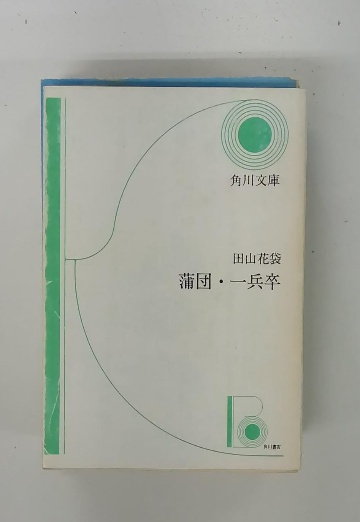 角川文庫
田山花袋
蒲団・一兵卒
角川書店